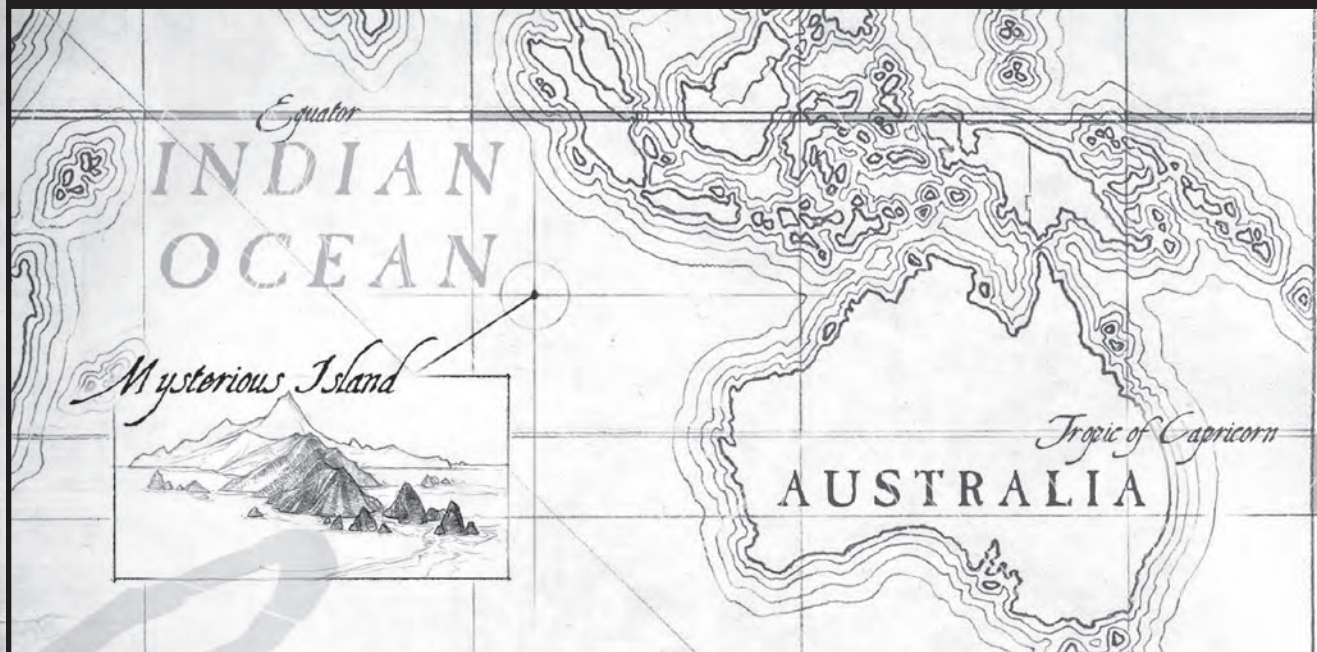 Equator
INDIAN
OCEAN
Mysterious Island
Tropic of Capricorn
AUSTRALIA